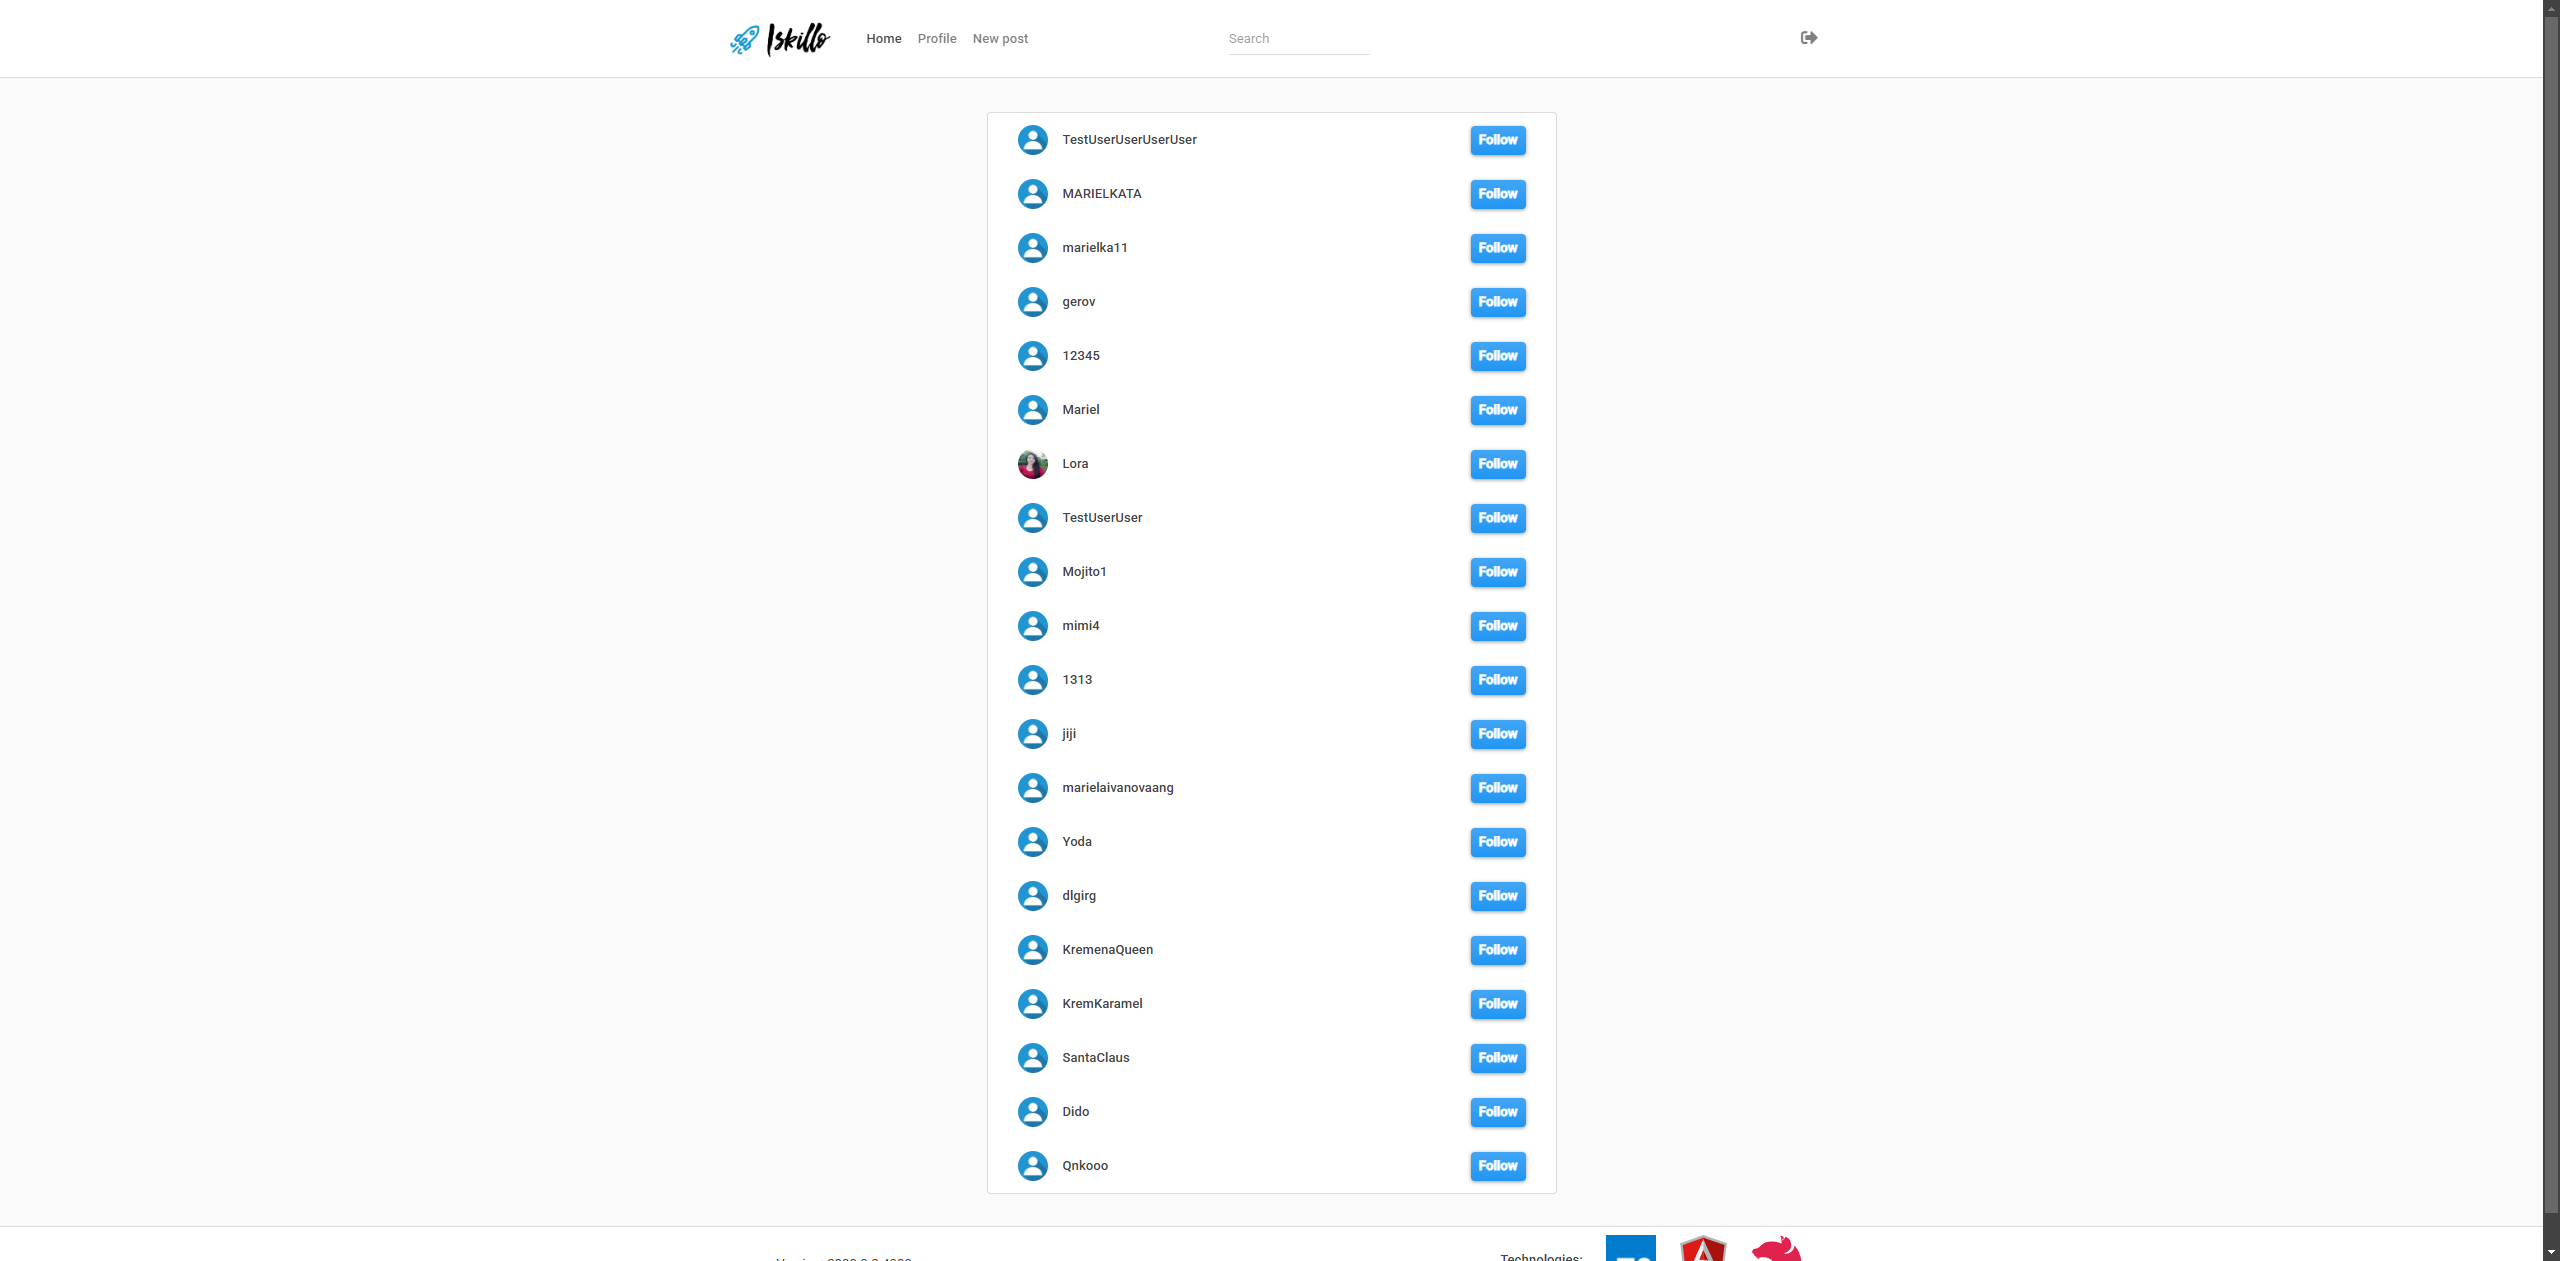 Iskillo Home Profile New post Search
TestUserUserUserUser Follow
MARIELKATA Follow
marielka11 Follow
gerov Follow
12345 Follow
Mariel Follow
Lora Follow
TestUserUser Follow
Mojito1 Follow
mimi4 Follow
1313 Follow
jiji Follow
marielaivanovaang Follow
Yoda Follow
dlgirg Follow
KremenaQueen Follow
KremKaramel Follow
SantaClaus Follow
Dido Follow
Qnkooo Follow
Technologies: